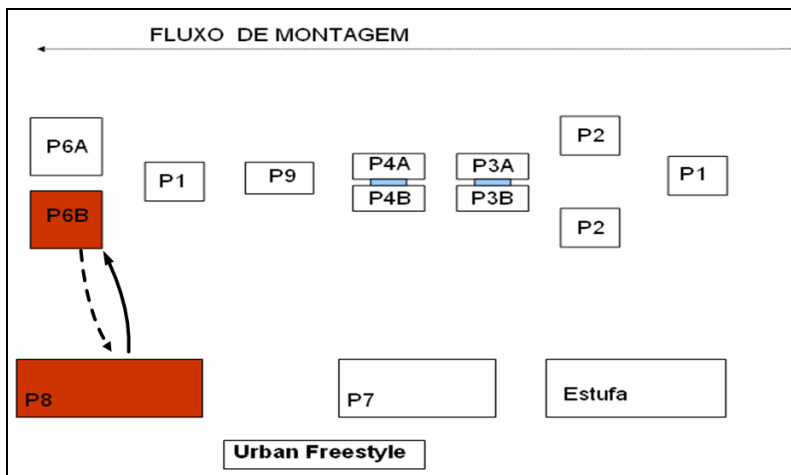 FLUXO DE MONTAGEM
P6A
P1
P9
P4A
P3A
P2
P1
P6B
P4B
P3B
P2
P8
P7
Estufa
Urban Freestyle